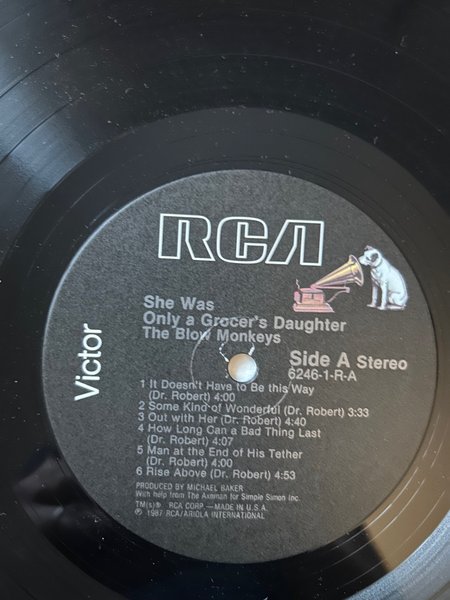 RCA
She Was
Only a Grocer's Daughter
The Blow Monkeys
Side A Stereo
6246-1-R-A
Victor
1 It Doesn't Have to Be this Way
(Dr. Robert) 4:00
2 Some Kind of Wonderful (Dr. Robert) 3:33
3 Out with Her (Dr. Robert) 4:40
4 How Long Can a Bad Thing Last
(Dr. Robert) 4:07
5 Man at the End of His Tether
(Dr. Robert) 4:00
6 Rise Above (Dr. Robert) 4:53
PRODUCED BY MICHAEL BAKER
With help from The Axeman for Simple Simon Inc.
TM(s)® RCA CORP.—MADE IN U.S.A.
℗ 1987 RCA/ARIOLA INTERNATIONAL